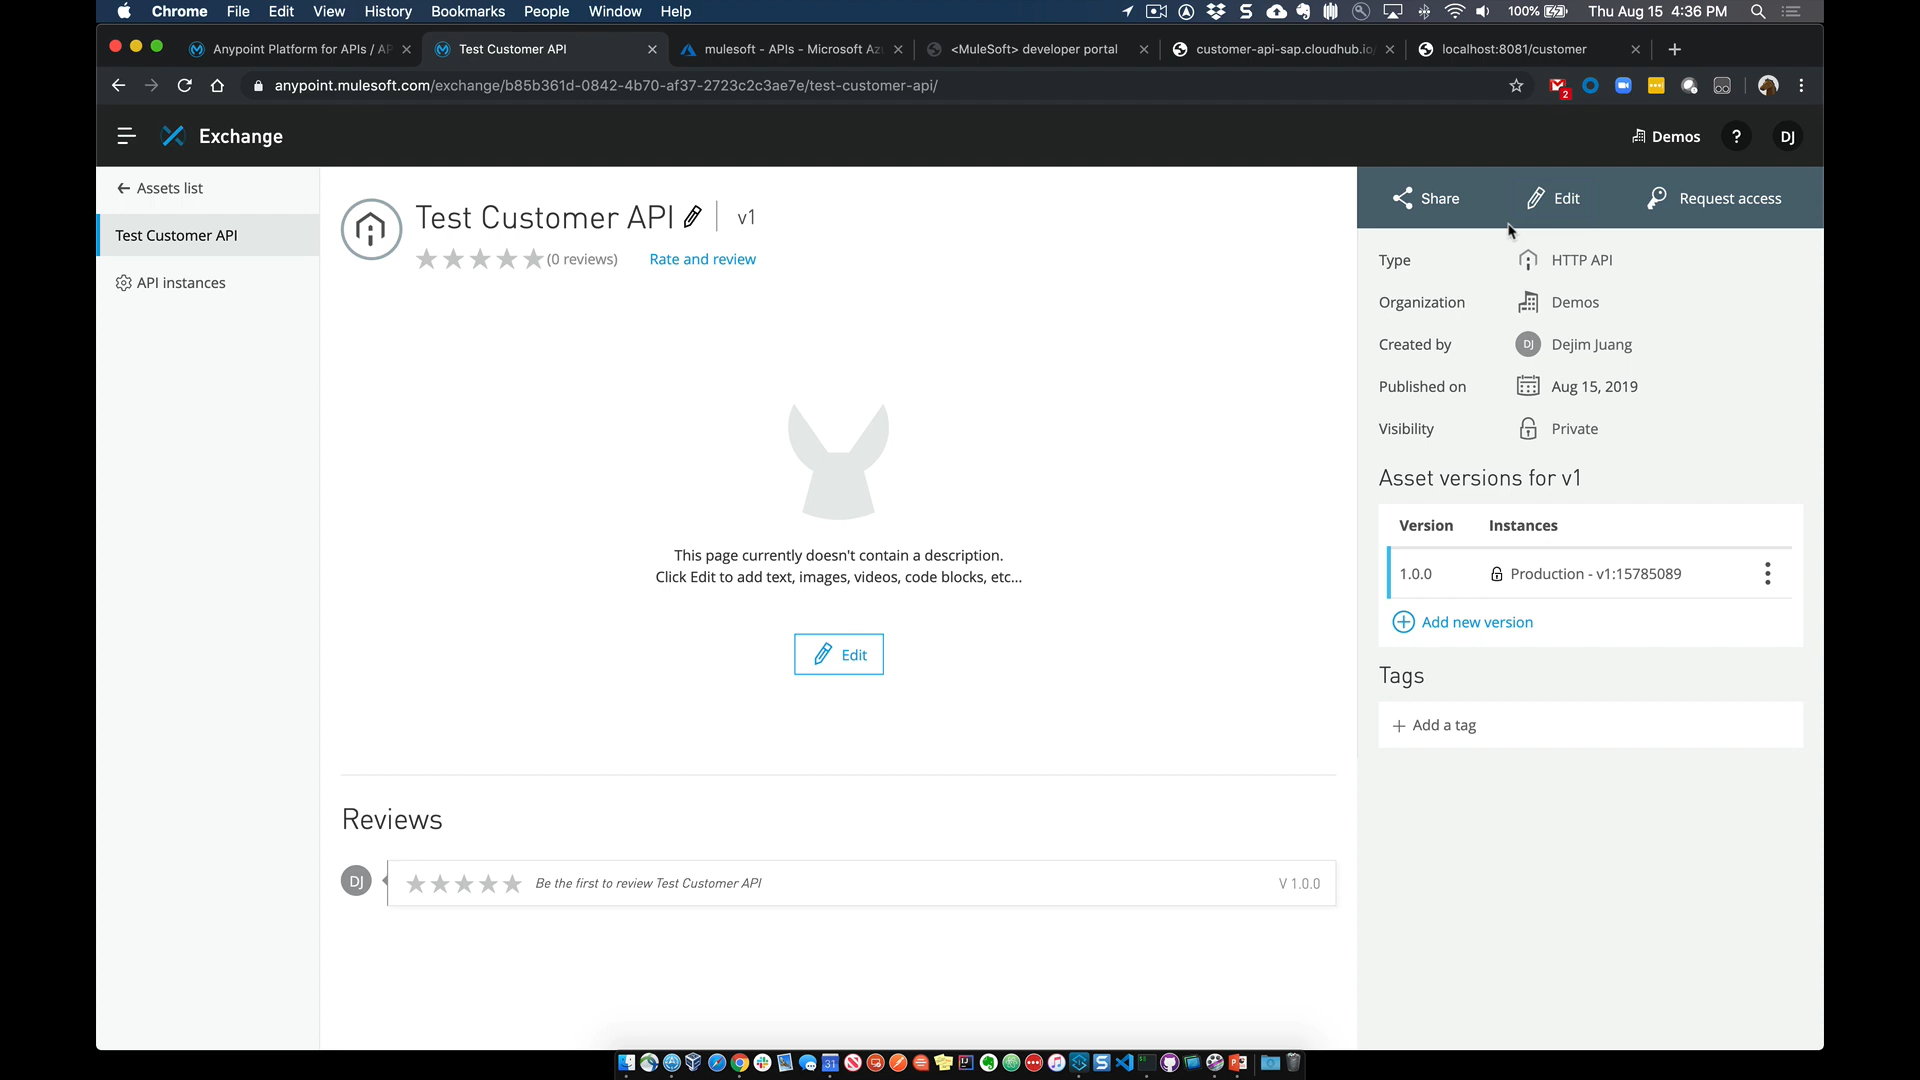 Chrome File Edit View History Bookmarks People Window Help 100% Thu Aug 15 4:36 PM
Anypoint Platform for APIs / AP Test Customer API mulesoft - APIs - Microsoft Az <MuleSoft> developer portal customer-api-sap.cloudhub.io/ localhost:8081/customer
anypoint.mulesoft.com/exchange/b85b361d-0842-4b70-af37-2723c2c3ae7e/test-customer-api/
2
Exchange Demos ? DJ
Assets list
Test Customer API
API instances
Test Customer API v1
(0 reviews) Rate and review
This page currently doesn't contain a description.
Click Edit to add text, images, videos, code blocks, etc...
Edit
Reviews
DJ Be the first to review Test Customer API V 1.0.0
Share Edit Request access
Type HTTP API
Organization Demos
Created by DJ Dejim Juang
Published on Aug 15, 2019
Visibility Private
Asset versions for v1
Version Instances
1.0.0 Production - v1:15785089
Add new version
Tags
Add a tag
31